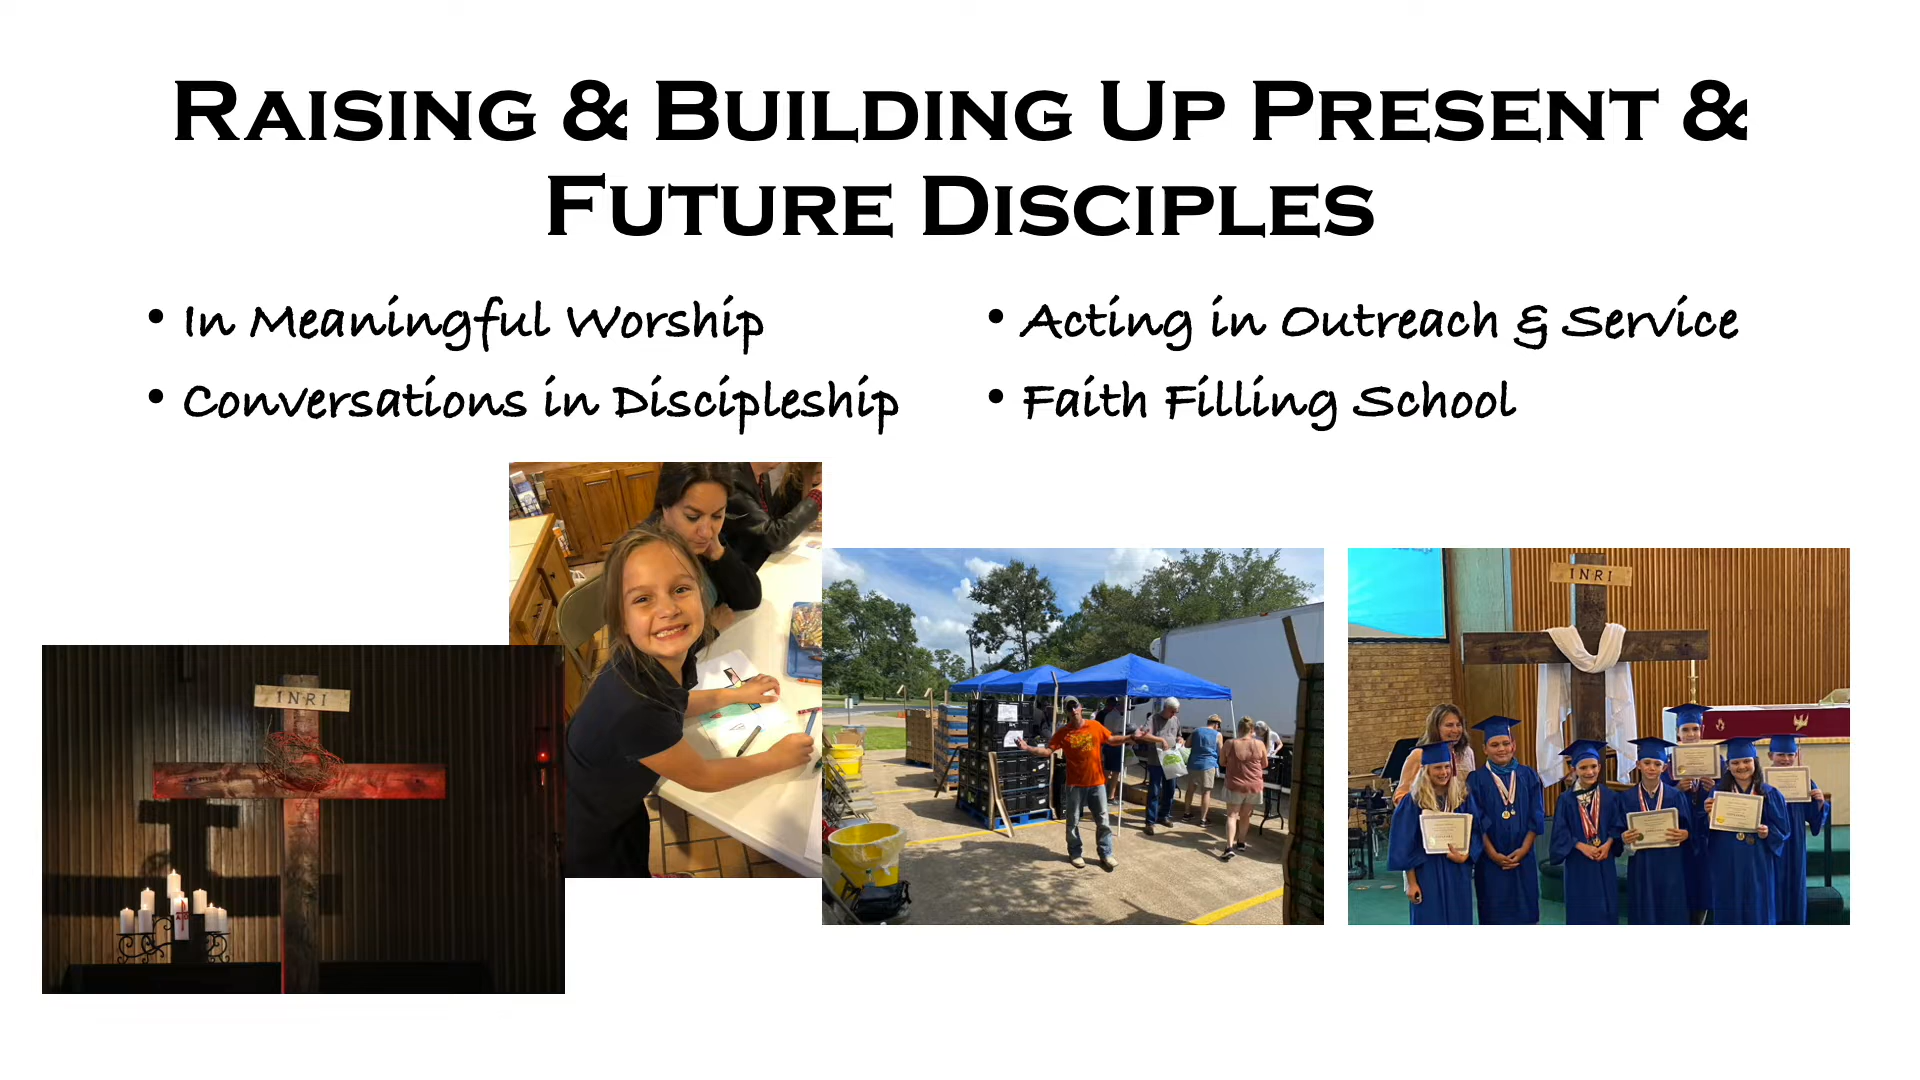 Raising & Building Up Present &
Future Disciples
• In Meaningful Worship
• Conversations in Discipleship
• Acting in Outreach & Service
• Faith Filling School
INRI
INRI